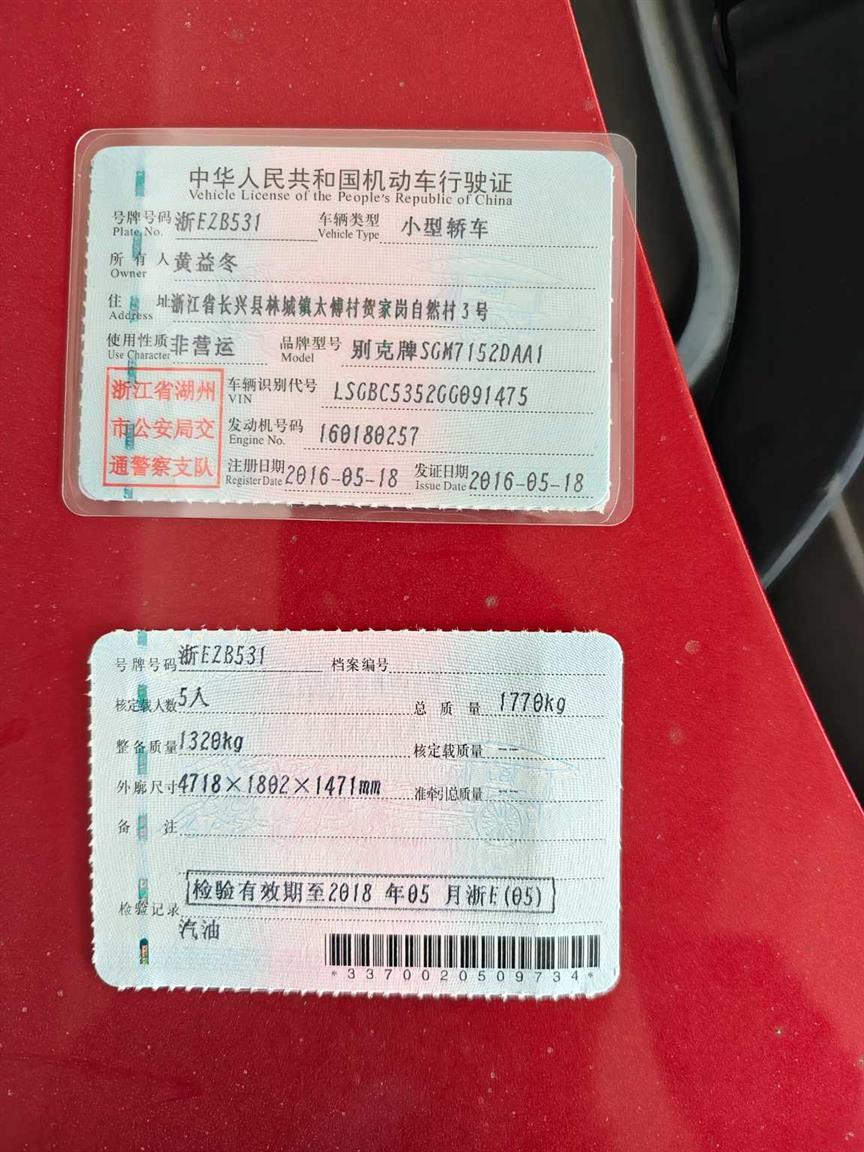 中华人民共和国机动车行驶证
Vehicle License of the People's Republic of China
号牌号码 浙EZB531 车辆类型 小型轿车
Plate No. Vehicle Type
所有人 黄益冬
Owner
住址 浙江省长兴县林城镇太傅村贺家岗自然村3号
Address
使用性质 非营运 品牌型号 别克牌SGM7152DAA1
Use Character Model
浙江省湖州
市公安局交
通警察支队
车辆识别代号 LSGBC5352GG091475
VIN
发动机号码 160180257
Engine No.
注册日期 2016-05-18 发证日期 2016-05-18
Register Date Issue Date
号牌号码 浙EZB531 档案编号
核定载人数 5人 总质量 1770kg
整备质量 1320kg 核定载质量 --
外廓尺寸 4718×1802×1471mm 准牵引总质量 --
备注
检验有效期至2018年05月浙E(05)
检验记录
汽油
*3370020509734*